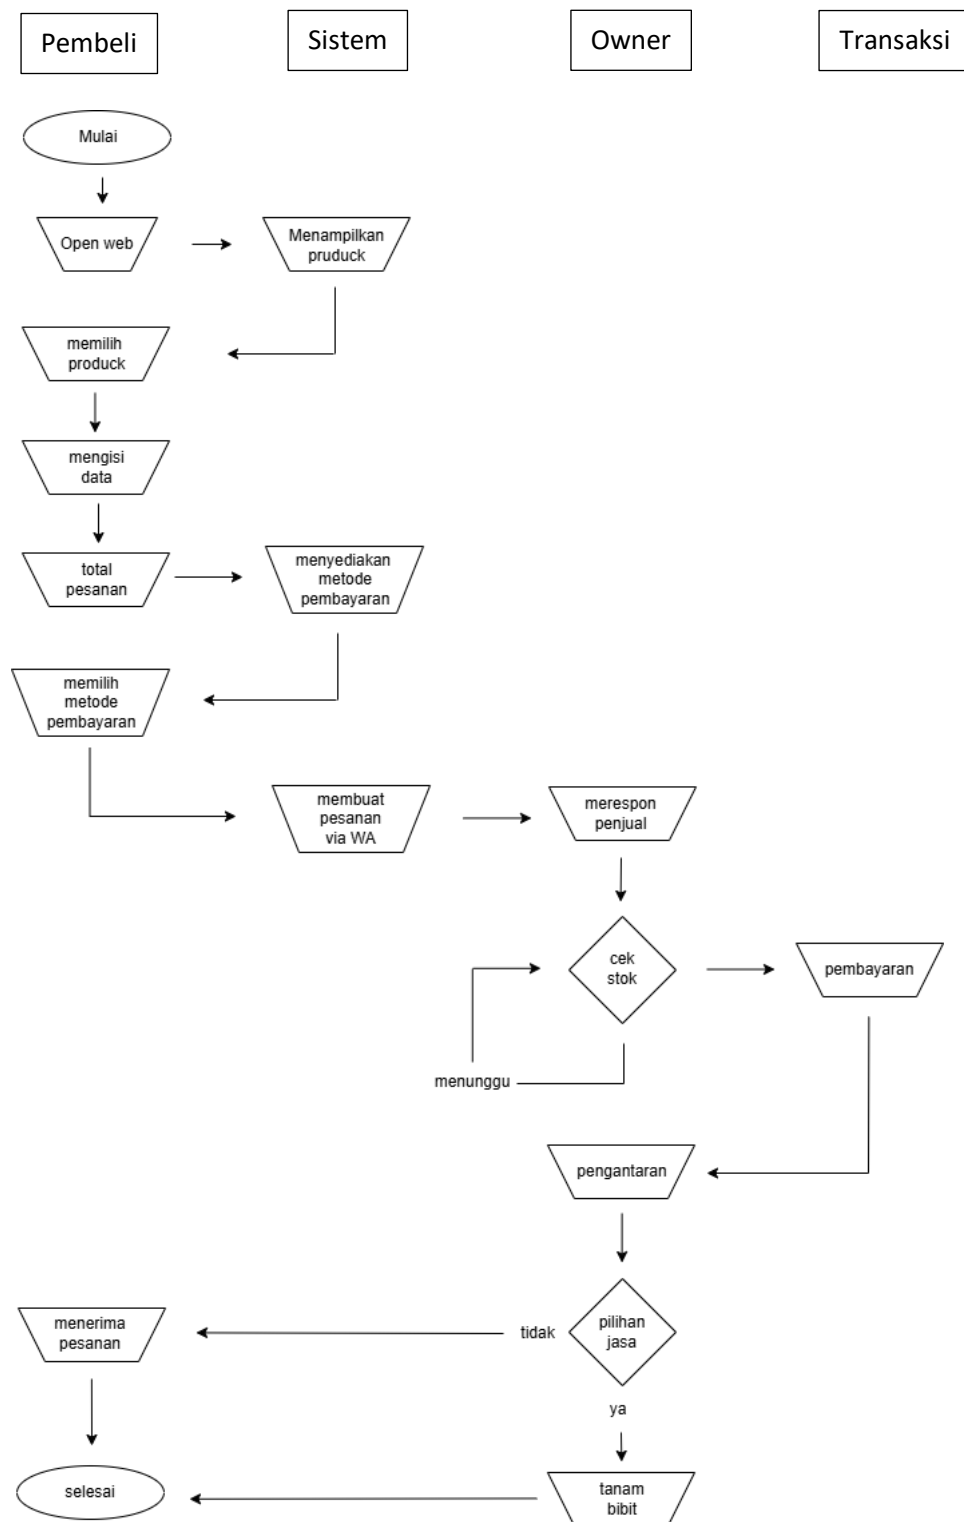 Pembeli
Sistem
Owner
Transaksi
Mulai
Open web
Menampilkan
pruduck
memilih
produck
mengisi
data
total
pesanan
menyediakan
metode
pembayaran
memilih
metode
pembayaran
membuat
pesanan
via WA
merespon
penjual
cek
stok
pembayaran
menunggu
pengantaran
pilihan
jasa
tidak
menerima
pesanan
ya
tanam
bibit
selesai